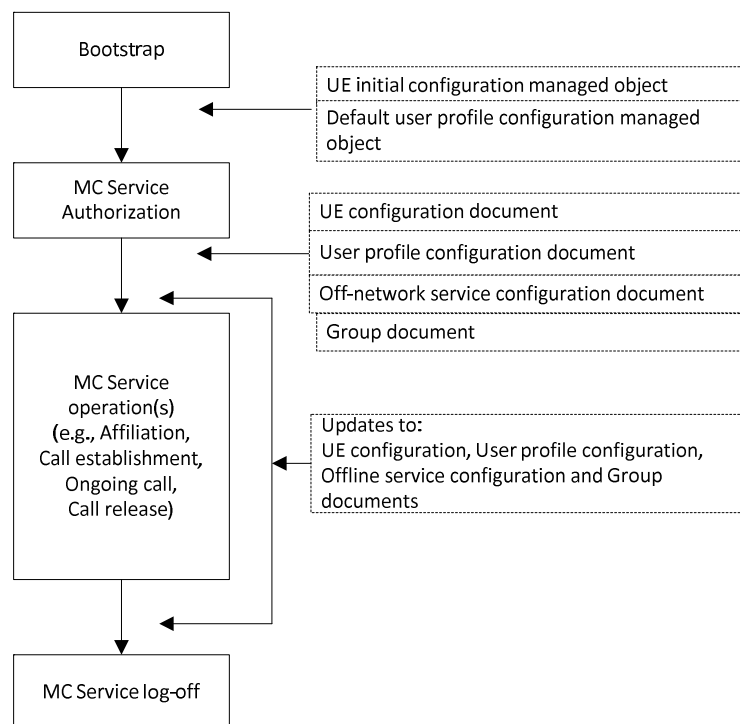 Bootstrap
UE initial configuration managed object
Default user profile configuration managed
object
MC Service
Authorization
UE configuration document
User profile configuration document
Off-network service configuration document
Group document
MC Service
operation(s)
(e.g., Affiliation,
Call establishment,
Ongoing call,
Call release)
Updates to:
UE configuration, User profile configuration,
Offline service configuration and Group
documents
MC Service log-off